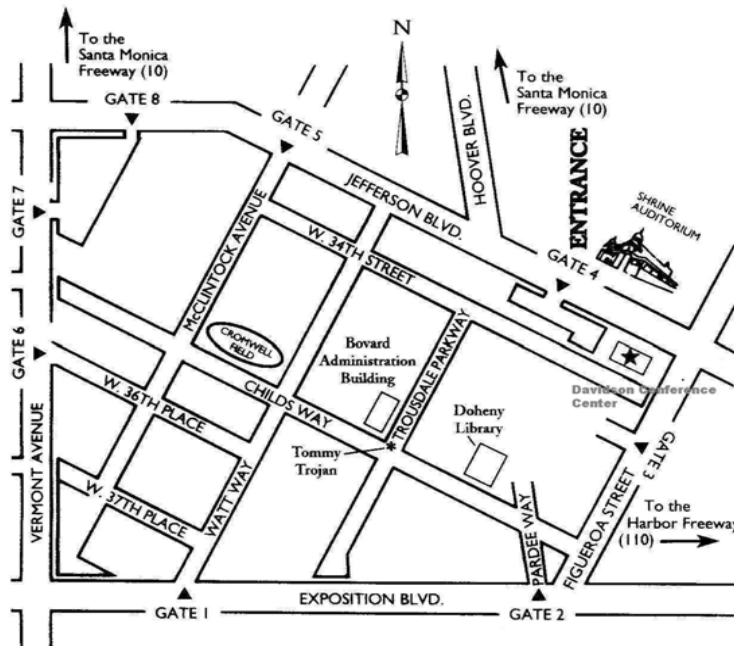 To the
Santa Monica
Freeway (10)
GATE 8
GATE 5
N
To the
Santa Monica
Freeway (10)
HOOVER BLVD.
ENTRANCE
SHRINE
AUDITORIUM
JEFFERSON BLVD.
GATE 7
McCLINTOCK AVENUE
W. 34TH STREET
GATE 4
GATE 6
CROMWELL
FIELD
Bovard
Administration
Building
TROUSDALE PARKWAY
Davidson Conference
Center
CHILDS WAY
Doheny
Library
W. 36TH PLACE
Tommy
Trojan
GATE 3
VERMONT AVENUE
W. 37TH PLACE
WATT WAY
PARDEE WAY
FIGUEROA STREET
To the
Harbor Freeway
(110)
GATE 1
EXPOSITION BLVD.
GATE 2